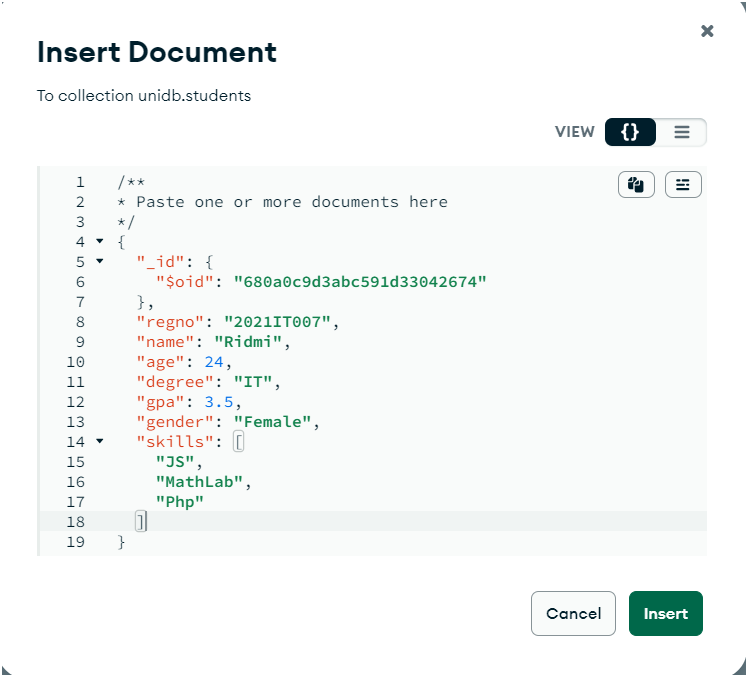 Insert Document
To collection unidb.students
VIEW {}
1 /**
2 * Paste one or more documents here
3 */
4 {
5 "_id": {
6 "$oid": "680a0c9d3abc591d33042674"
7 },
8 "regno": "2021IT007",
9 "name": "Ridmi",
10 "age": 24,
11 "degree": "IT",
12 "gpa": 3.5,
13 "gender": "Female",
14 "skills": [
15 "JS",
16 "MathLab",
17 "Php"
18 ]
19 }
Cancel Insert